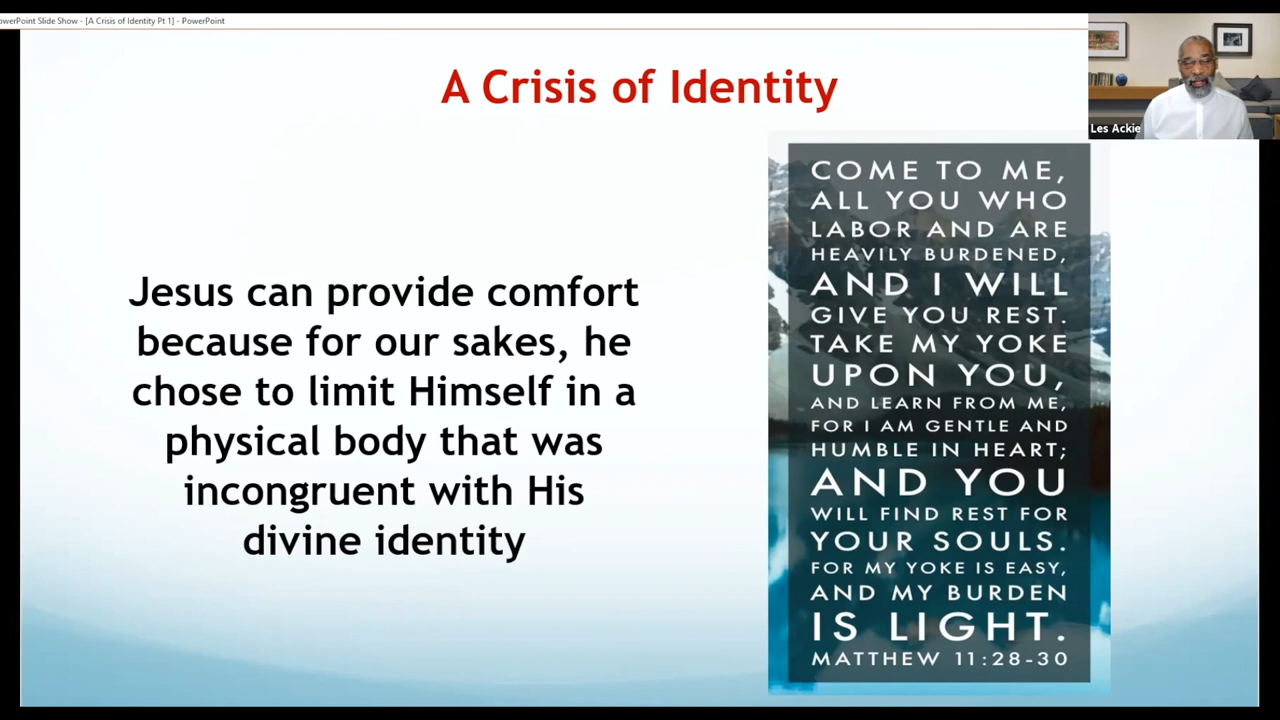 owerPoint Slide Show - [A Crisis of Identity Pt 1] - PowerPoint
A Crisis of Identity
Les Ackie
Jesus can provide comfort
because for our sakes, he
chose to limit Himself in a
physical body that was
incongruent with His
divine identity
COME TO ME,
ALL YOU WHO
LABOR AND ARE
HEAVILY BURDENED,
AND I WILL
GIVE YOU REST.
TAKE MY YOKE
UPON YOU,
AND LEARN FROM ME,
FOR I AM GENTLE AND
HUMBLE IN HEART;
AND YOU
WILL FIND REST FOR
YOUR SOULS.
FOR MY YOKE IS EASY,
AND MY BURDEN
IS LIGHT.
MATTHEW 11:28-30